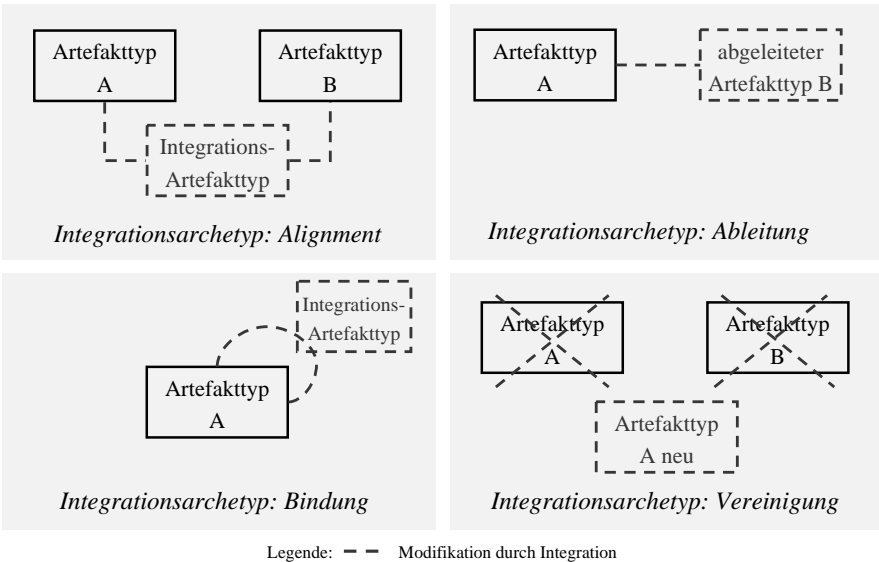 Artefakttyp
A
Artefakttyp
B
Integrations-
Artefakttyp
Integrationsarchetyp: Alignment
Artefakttyp
A
abgeleiteter
Artefakttyp B
Integrationsarchetyp: Ableitung
Integrations-
Artefakttyp
Artefakttyp
A
Integrationsarchetyp: Bindung
Artefakttyp
A
Artefakttyp
B
Artefakttyp
A neu
Integrationsarchetyp: Vereinigung
Legende: Modifikation durch Integration